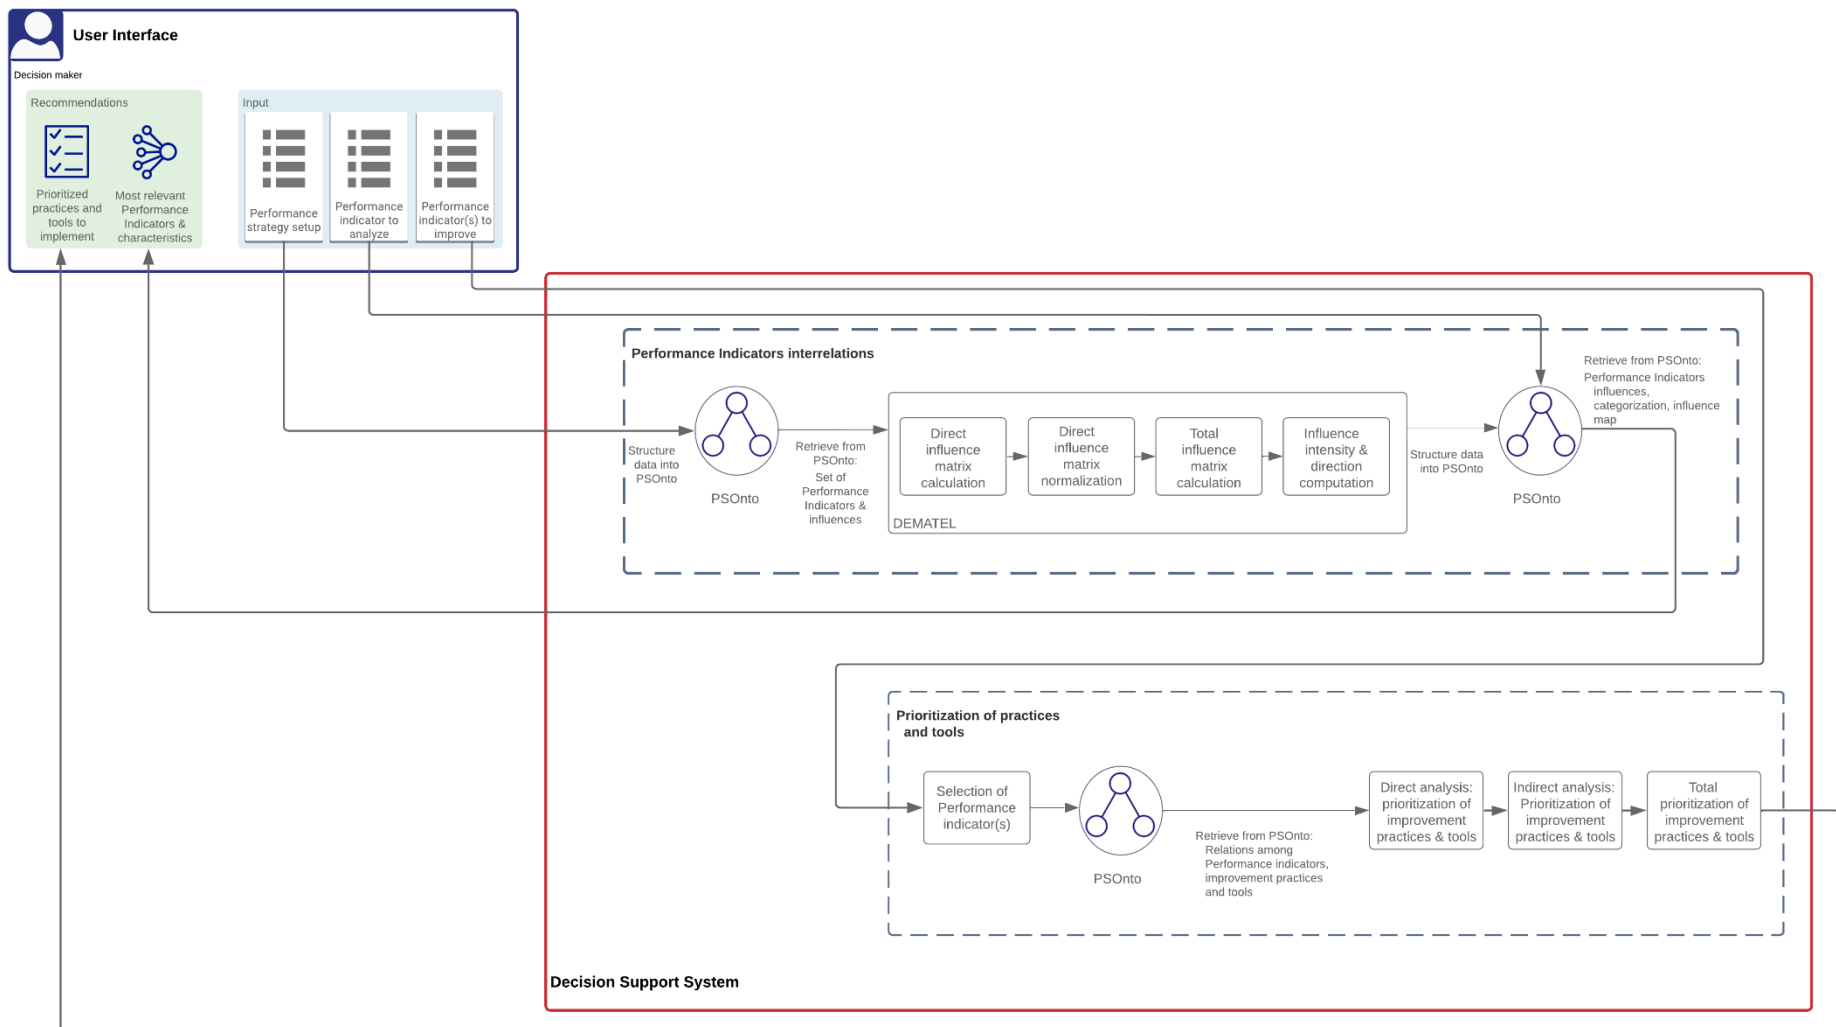 User Interface
Decision maker
Recommendations
Prioritized
practices and
tools to
implement
Most relevant
Performance
Indicators &
characteristics
Input
Performance
strategy setup
Performance
indicator to
analyze
Performance
indicator(s) to
improve
Performance Indicators interrelations
Structure
data into
PSOnto
PSOnto
Retrieve from
PSOnto:
Set of
Performance
Indicators &
influences
Direct
influence
matrix
calculation
Direct
influence
matrix
normalization
Total
influence
matrix
calculation
Influence
intensity &
direction
computation
DEMATEL
Structure data
into PSOnto
PSOnto
Retrieve from PSOnto:
Performance Indicators
influences,
categorization, influence
map
Prioritization of practices
and tools
Selection of
Performance
indicator(s)
PSOnto
Retrieve from PSOnto:
Relations among
Performance indicators,
improvement practices
and tools
Direct analysis:
prioritization of
improvement
practices & tools
Indirect analysis:
Prioritization of
improvement
practices & tools
Total
prioritization of
improvement
practices & tools
Decision Support System